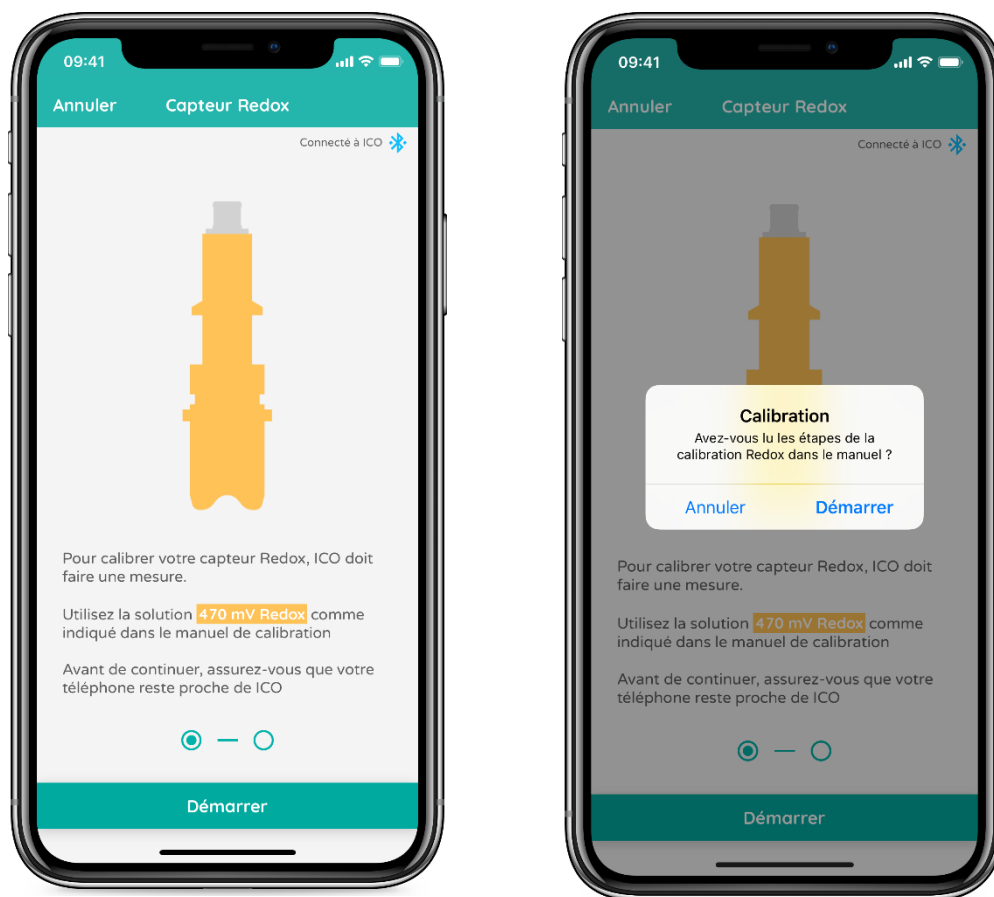 09:41
Annuler Capteur Redox
Connecté à ICO
Pour calibrer votre capteur Redox, ICO doit
faire une mesure.
Utilisez la solution 470 mV Redox comme
indiqué dans le manuel de calibration
Avant de continuer, assurez-vous que votre
téléphone reste proche de ICO
Démarrer
09:41
Annuler Capteur Redox
Connecté à ICO
Calibration
Avez-vous lu les étapes de la
calibration Redox dans le manuel ?
Annuler Démarrer
Pour calibrer votre capteur Redox, ICO doit
faire une mesure.
Utilisez la solution 470 mV Redox comme
indiqué dans le manuel de calibration
Avant de continuer, assurez-vous que votre
téléphone reste proche de ICO
Démarrer